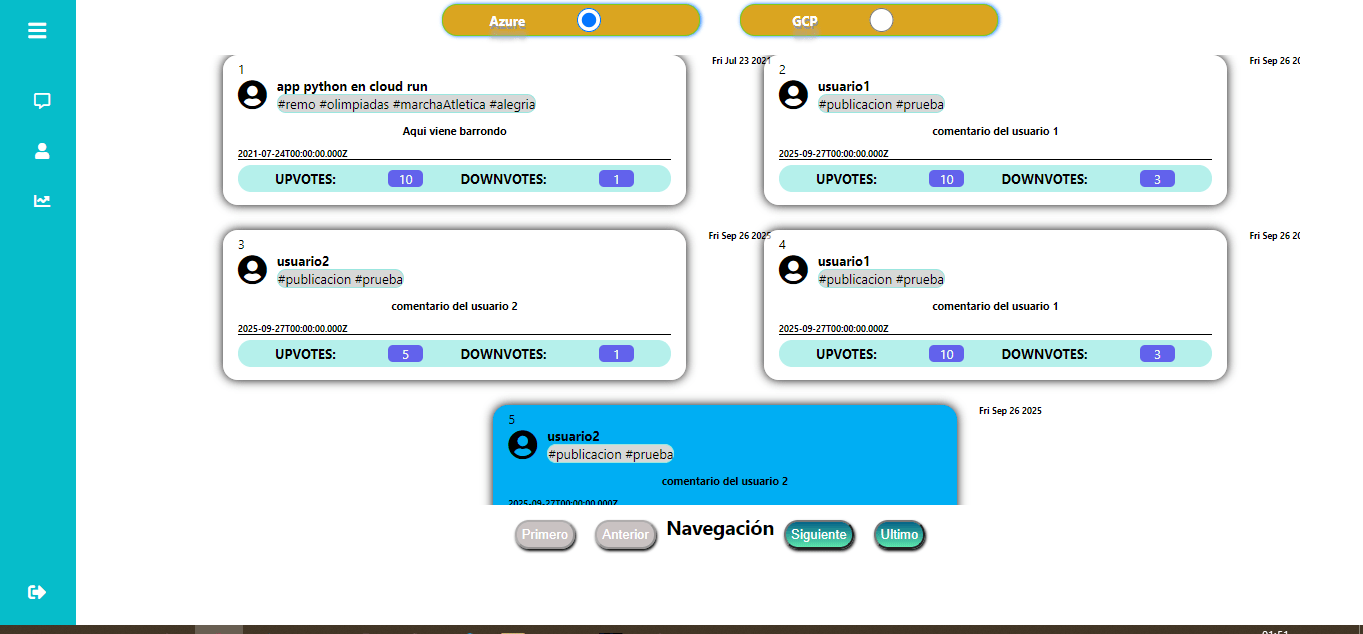 Azure
GCP
1
Fri Jul 23 2021
app python en cloud run
#remo #olimpiadas #marchaAtletica #alegria
Aqui viene barrondo
2021-07-24T00:00:00.000Z
UPVOTES: 10 DOWNVOTES: 1
2
Fri Sep 26 20
usuario1
#publicacion #prueba
comentario del usuario 1
2025-09-27T00:00:00.000Z
UPVOTES: 10 DOWNVOTES: 3
3
Fri Sep 26 2025
usuario2
#publicacion #prueba
comentario del usuario 2
2025-09-27T00:00:00.000Z
UPVOTES: 5 DOWNVOTES: 1
4
Fri Sep 26 20
usuario1
#publicacion #prueba
comentario del usuario 1
2025-09-27T00:00:00.000Z
UPVOTES: 10 DOWNVOTES: 3
5
Fri Sep 26 2025
usuario2
#publicacion #prueba
comentario del usuario 2
2025-09-27T00:00:00.000Z
Primero Anterior Navegación Siguiente Ultimo